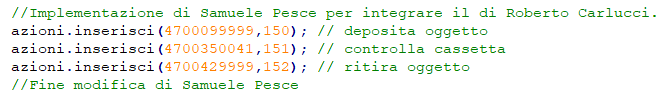 //Implementazione di Samuele Pesce per integrare il di Roberto Carlucci.
azioni.inserisci(4700099999,150); // deposita oggetto
azioni.inserisci(4700350041,151); // controlla cassetta
azioni.inserisci(4700429999,152); // ritira oggetto
//Fine modifica di Samuele Pesce